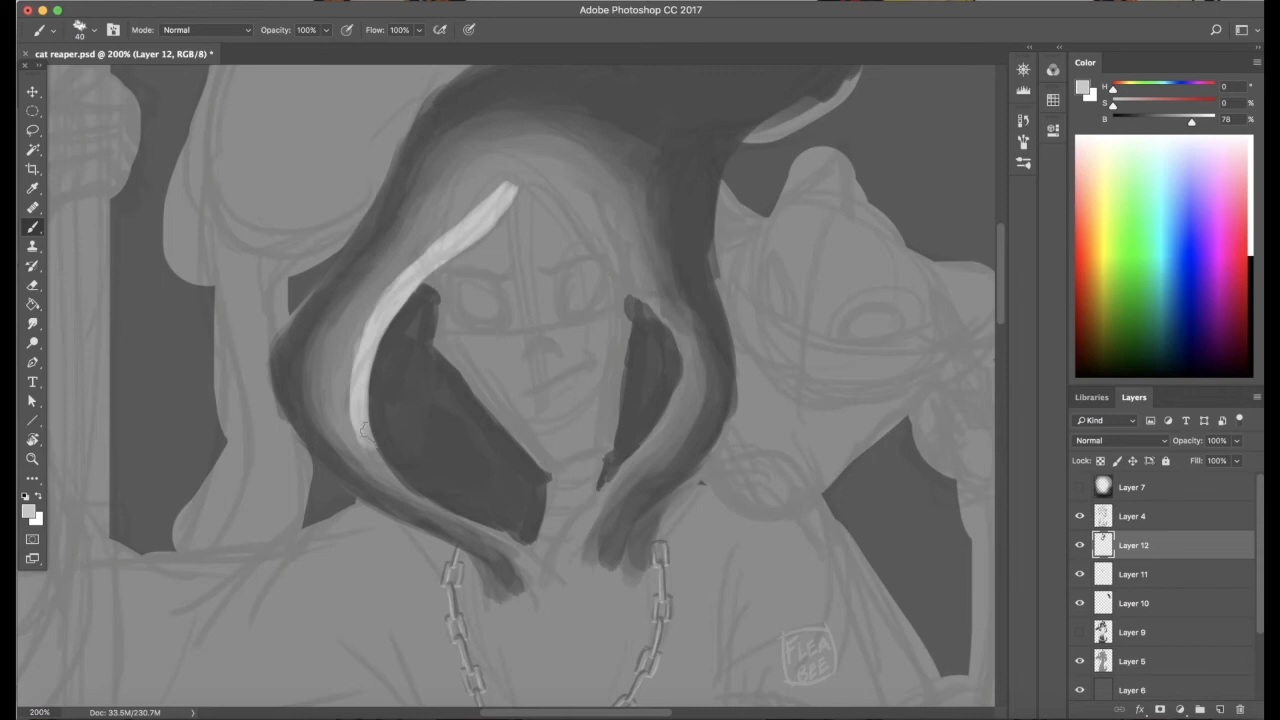 Adobe Photoshop CC 2017
40
Mode: Normal Opacity: 100% Flow: 100%
cat reaper.psd @ 200% (Layer 12, RGB/8) *
Color
H 0 °
S 0 %
B 78 %
Libraries Layers
Kind
Normal Opacity: 100%
Lock: Fill: 100%
Layer 7
Layer 4
Layer 12
Layer 11
Layer 10
Layer 9
Layer 5
Layer 6
FLEA
BEE
200% Doc: 33.5M/230.7M